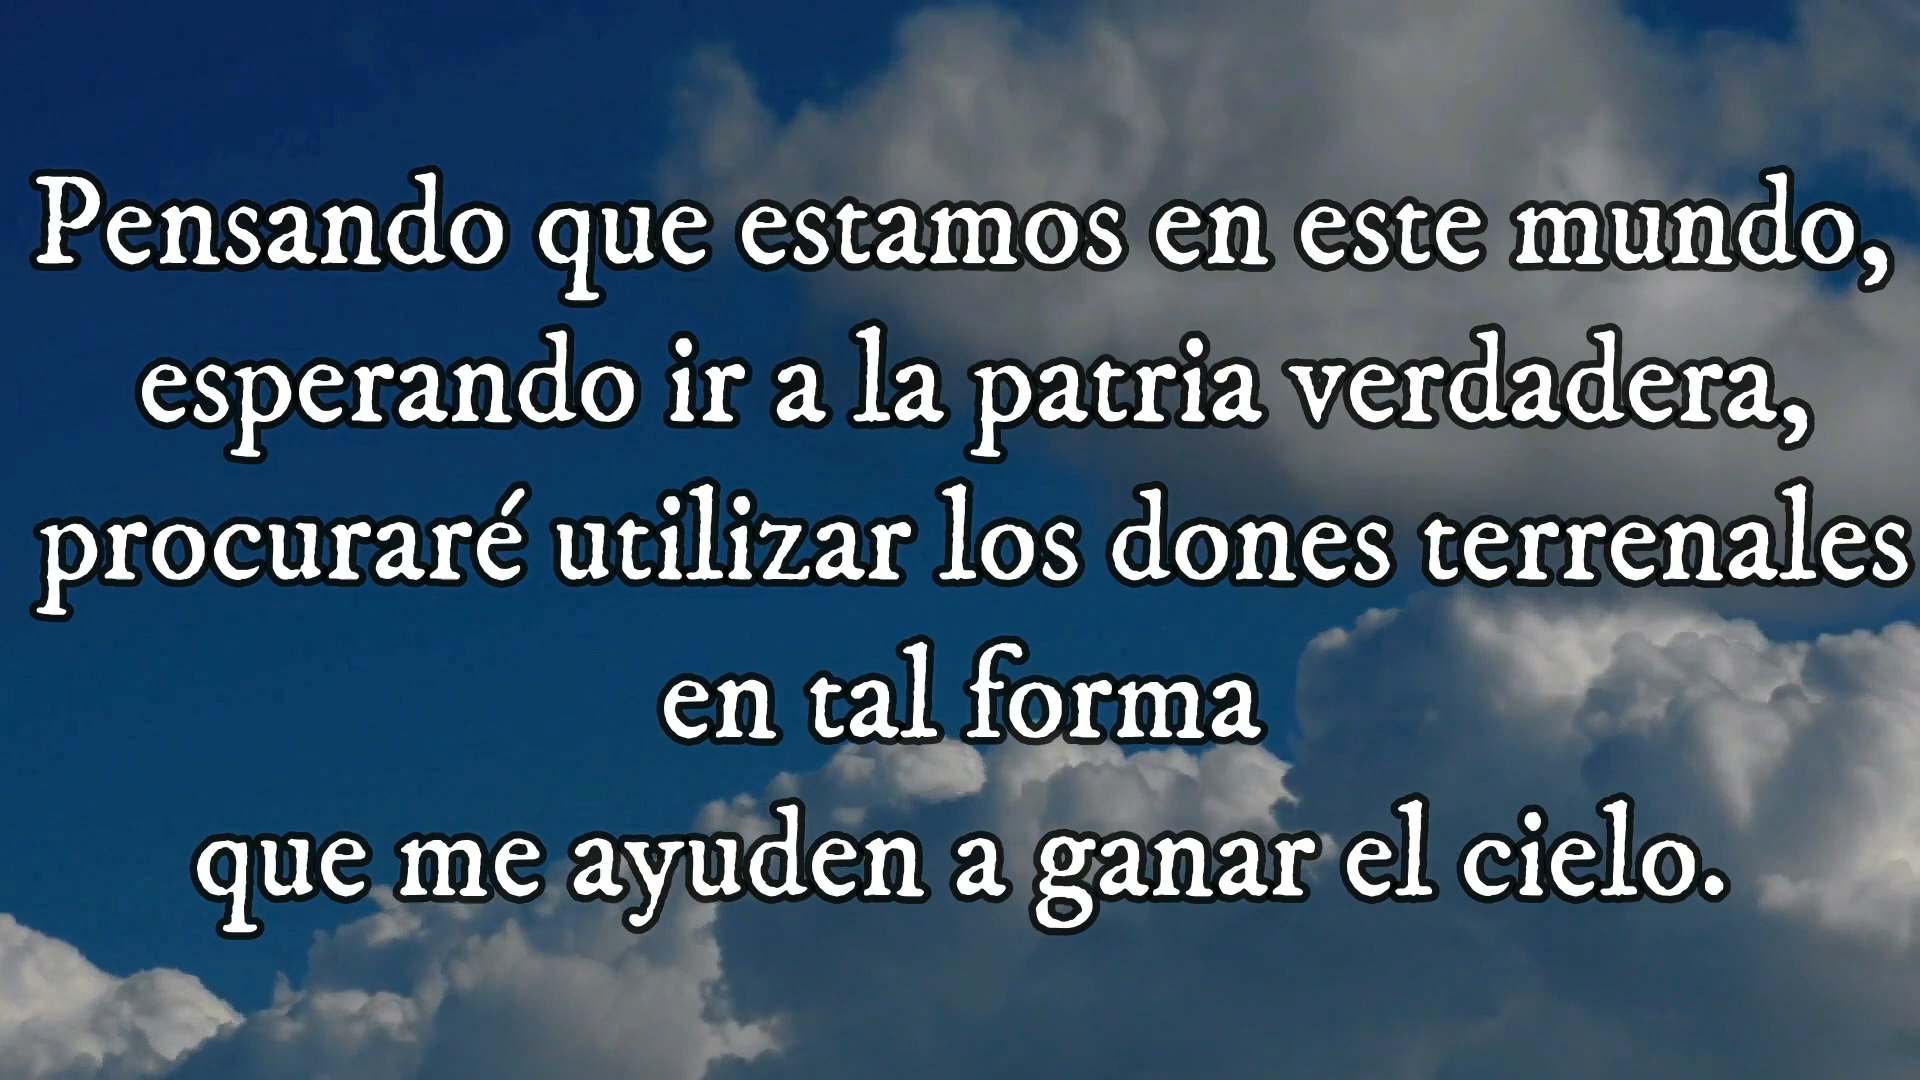 Pensando que estamos en este mundo,
esperando ir a la patria verdadera,
procuraré utilizar los dones terrenales
en tal forma
que me ayuden a ganar el cielo.